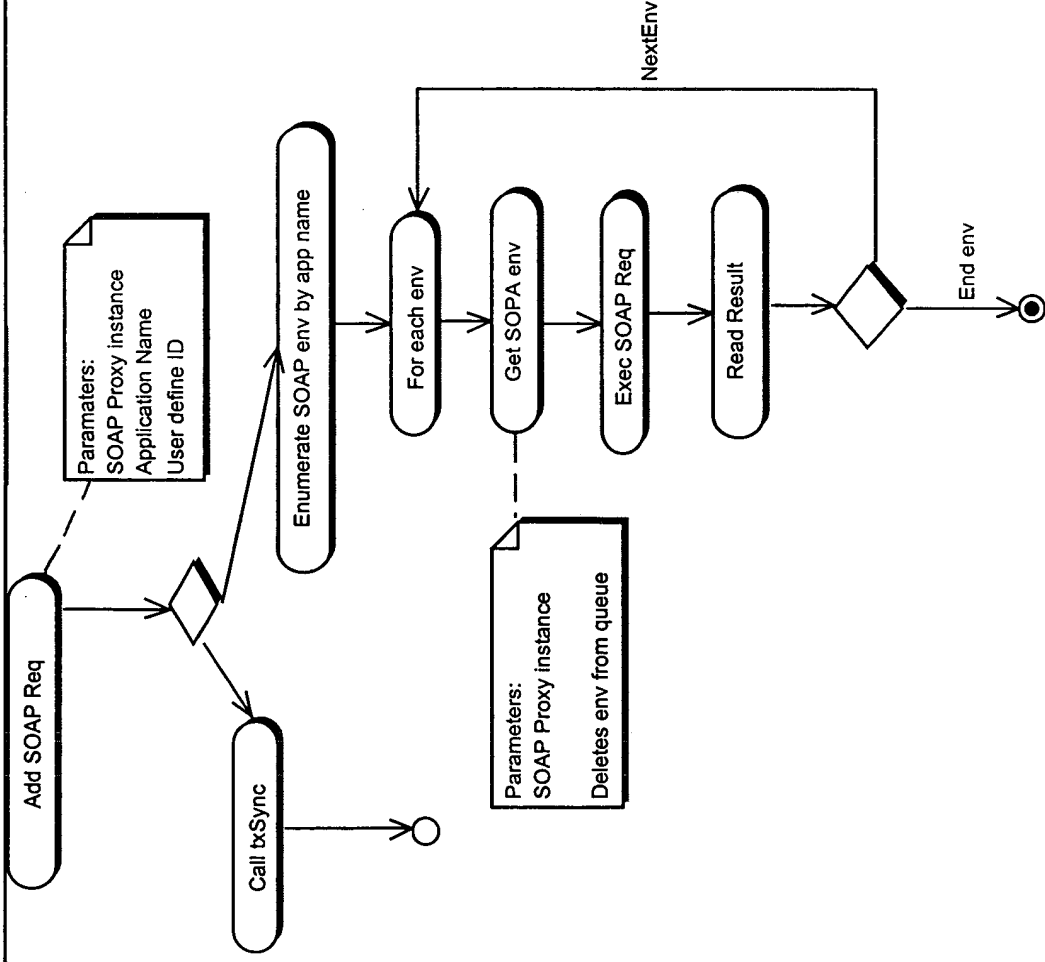 Add SOAP Req
Paramaters:
SOAP Proxy instance
Application Name
User define ID
Call txSync
Enumerate SOAP env by app name
For each env
Get SOPA env
Parameters:
SOAP Proxy instance
Deletes env from queue
Exec SOAP Req
Read Result
NextEnv
End env